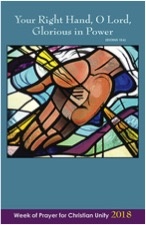 Your Right Hand, O Lord,
Glorious in Power
Week of Prayer for Christian Unity 2018